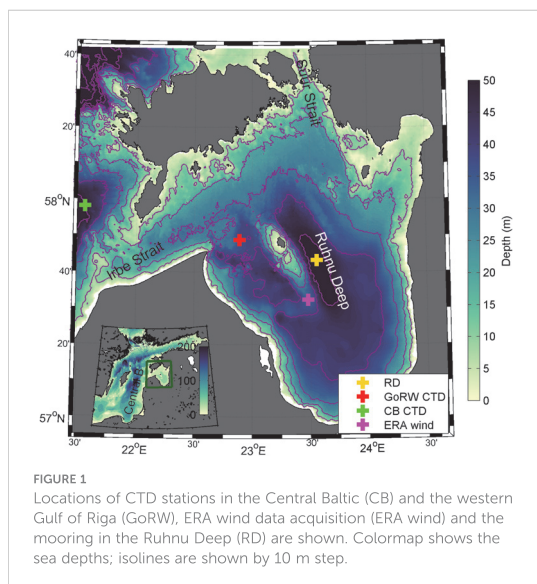 40'
20'
58°N
40'
20'
57°N
30'
22°E
30'
23°E
30'
24°E
30'
Suur Strait
Irbe Strait
Ruhnu Deep
50
45
40
35
30
25
20
15
10
5
0
Depth (m)
200
100
0
RD
GoRW CTD
CB CTD
ERA wind
FIGURE 1
Locations of CTD stations in the Central Baltic (CB) and the western
Gulf of Riga (GoRW), ERA wind data acquisition (ERA wind) and the
mooring in the Ruhnu Deep (RD) are shown. Colormap shows the
sea depths; isolines are shown by 10 m step.